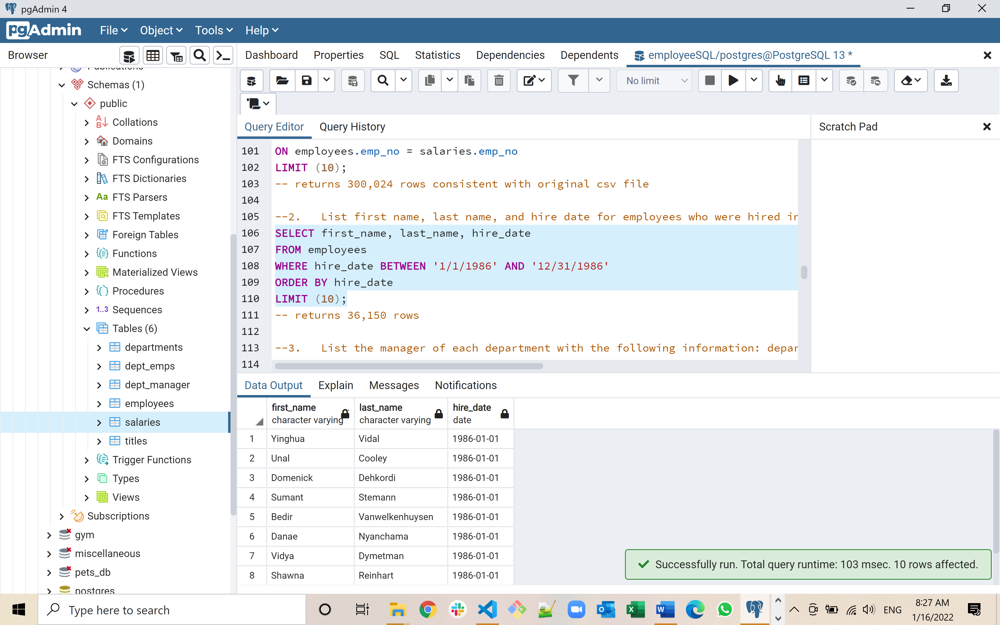 pgAdmin 4
pgAdmin File Object Tools Help
Browser
Dashboard Properties SQL Statistics Dependencies Dependents employeeSQL/postgres@PostgreSQL 13 *
Publications
Schemas (1)
public
Collations
Domains
FTS Configurations
FTS Dictionaries
Aa FTS Parsers
FTS Templates
Foreign Tables
Functions
Materialized Views
Procedures
1..3 Sequences
Tables (6)
departments
dept_emps
dept_manager
employees
salaries
titles
Trigger Functions
Types
Views
Subscriptions
gym
miscellaneous
pets_db
postgres
No limit
Query Editor Query History
Scratch Pad
101 ON employees.emp_no = salaries.emp_no
102 LIMIT (10);
103 -- returns 300,024 rows consistent with original csv file
104
105 --2. List first name, last name, and hire date for employees who were hired in
106 SELECT first_name, last_name, hire_date
107 FROM employees
108 WHERE hire_date BETWEEN '1/1/1986' AND '12/31/1986'
109 ORDER BY hire_date
110 LIMIT (10);
111 -- returns 36,150 rows
112
113 --3. List the manager of each department with the following information: depar
114
Data Output Explain Messages Notifications
first_name last_name hire_date
character varying character varying date
1 Yinghua Vidal 1986-01-01
2 Unal Cooley 1986-01-01
3 Domenick Dehkordi 1986-01-01
4 Sumant Stemann 1986-01-01
5 Bedir Vanwelkenhuysen 1986-01-01
6 Danae Nyanchama 1986-01-01
7 Vidya Dymetman 1986-01-01
8 Shawna Reinhart 1986-01-01
Successfully run. Total query runtime: 103 msec. 10 rows affected.
Type here to search
ENG
8:27 AM
1/16/2022